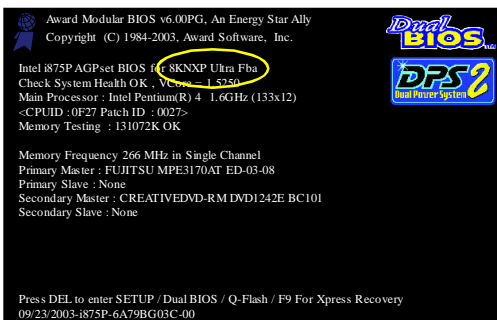 Award Modular BIOS v6.00PG, An Energy Star Ally
Copyright (C) 1984-2003, Award Software, Inc.
Dual
BIOS
Intel i875P AGPset BIOS for 8KNXP Ultra Fba
Check System Health OK , VCore = 1.5250
Main Processor : Intel Pentium(R) 4 1.6GHz (133x12)
<CPUID : 0F27 Patch ID : 0027>
Memory Testing : 131072K OK
DPS2
Dual Power System
Memory Frequency 266 MHz in Single Channel
Primary Master : FUJITSU MPE3170AT ED-03-08
Primary Slave : None
Secondary Master : CREATIVEDVD-RM DVD1242E BC101
Secondary Slave : None
Press DEL to enter SETUP / Dual BIOS / Q-Flash / F9 For Xpress Recovery
09/23/2003-i875P-6A79BG03C-00